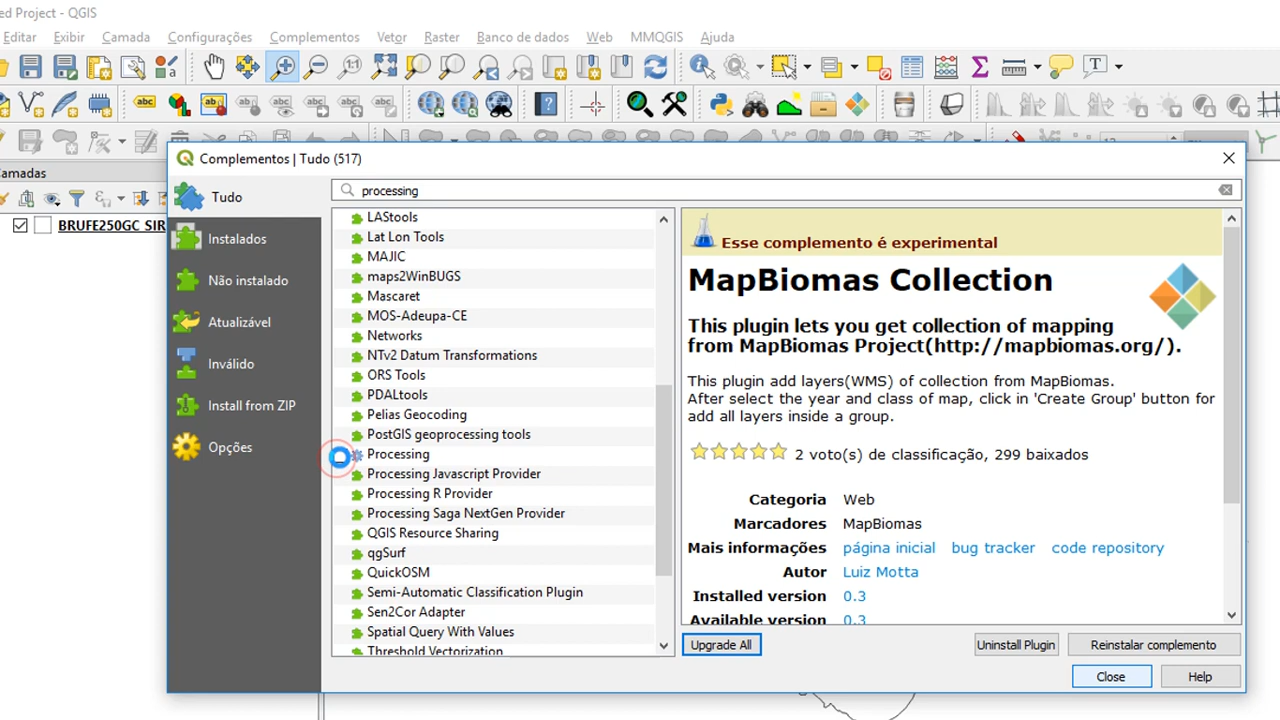 ed Project - QGIS
Editar Exibir Camada Configurações Complementos Vetor Raster Banco de dados Web MMQGIS Ajuda
1:1
abc
abc
T
Camadas
BRUFE250GC_SIR
Complementos | Tudo (517)
processing
Tudo
Instalados
Não instalado
Atualizável
Inválido
Install from ZIP
Opções
LAStools
Lat Lon Tools
MAJIC
maps2WinBUGS
Mascaret
MOS-Adeupa-CE
Networks
NTv2 Datum Transformations
ORS Tools
PDALtools
Pelias Geocoding
PostGIS geoprocessing tools
Processing
Processing Javascript Provider
Processing R Provider
Processing Saga NextGen Provider
QGIS Resource Sharing
qgSurf
QuickOSM
Semi-Automatic Classification Plugin
Sen2Cor Adapter
Spatial Query With Values
Threshold Vectorization
Esse complemento é experimental
MapBiomas Collection
This plugin lets you get collection of mapping
from MapBiomas Project(http://mapbiomas.org/).
This plugin add layers(WMS) of collection from MapBiomas.
After select the year and class of map, click in 'Create Group' button for
add all layers inside a group.
2 voto(s) de classificação, 299 baixados
Categoria Web
Marcadores MapBiomas
Mais informações página inicial bug tracker code repository
Autor Luiz Motta
Installed version 0.3
Available version 0.3
Upgrade All Uninstall Plugin Reinstalar complemento
Close Help